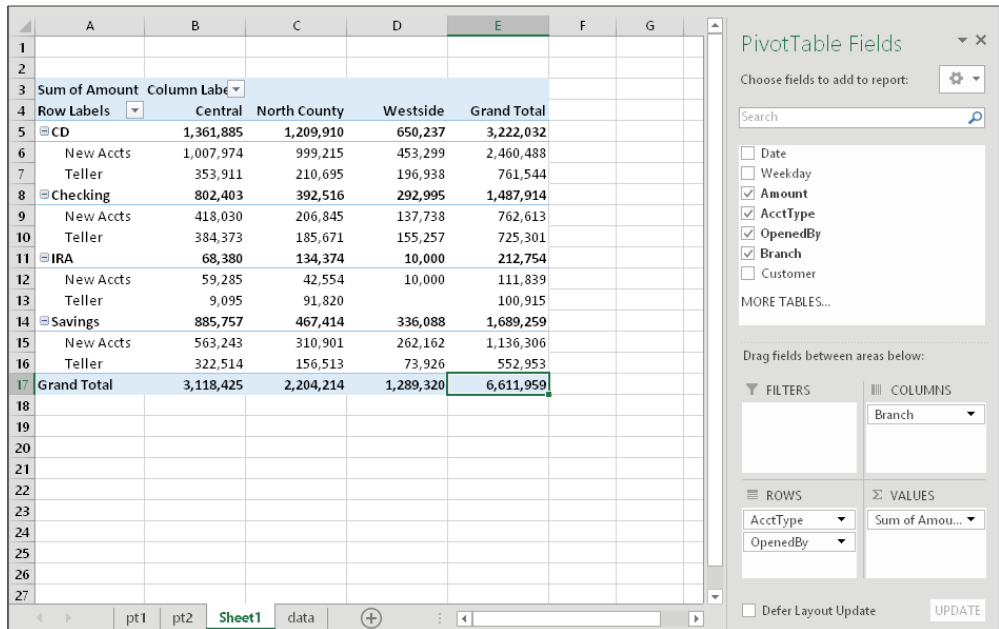 A B C D E F G
1
2
3 Sum of Amount Column Labe
4 Row Labels Central North County Westside Grand Total
5 CD 1,361,885 1,209,910 650,237 3,222,032
6 New Accts 1,007,974 999,215 453,299 2,460,488
7 Teller 353,911 210,695 196,938 761,544
8 Checking 802,403 392,516 292,995 1,487,914
9 New Accts 418,030 206,845 137,738 762,613
10 Teller 384,373 185,671 155,257 725,301
11 IRA 68,380 134,374 10,000 212,754
12 New Accts 59,285 42,554 10,000 111,839
13 Teller 9,095 91,820 100,915
14 Savings 885,757 467,414 336,088 1,689,259
15 New Accts 563,243 310,901 262,162 1,136,306
16 Teller 322,514 156,513 73,926 552,953
17 Grand Total 3,118,425 2,204,214 1,289,320 6,611,959
18
19
20
21
22
23
24
25
26
27
pt1 pt2 Sheet1 data
PivotTable Fields
Choose fields to add to report:
Search
Date
Weekday
Amount
AcctType
OpenedBy
Branch
Customer
MORE TABLES...
Drag fields between areas below:
FILTERS
COLUMNS
Branch
ROWS
AcctType
OpenedBy
Σ VALUES
Sum of Amou...
Defer Layout Update
UPDATE